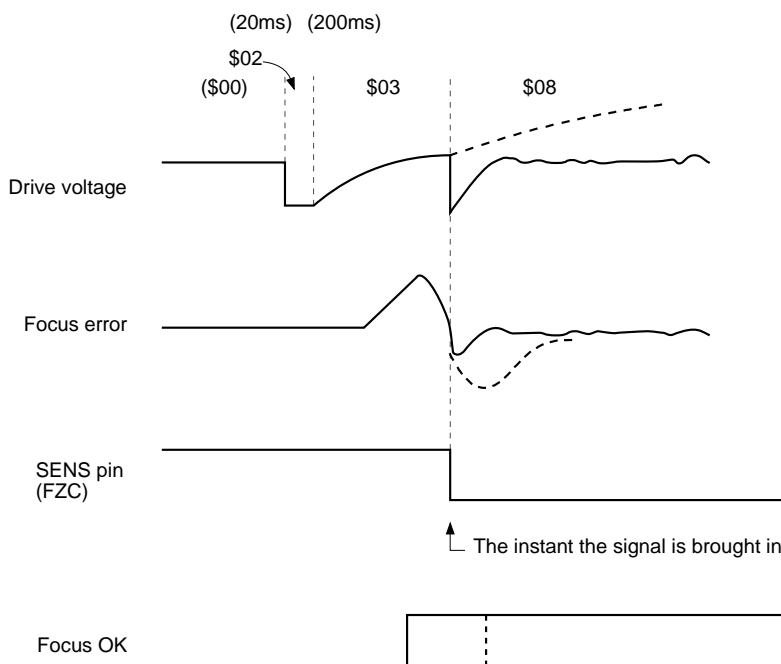 (20ms) (200ms)
$02
($00) $03 $08
Drive voltage
Focus error
SENS pin
(FZC)
The instant the signal is brought in
Focus OK